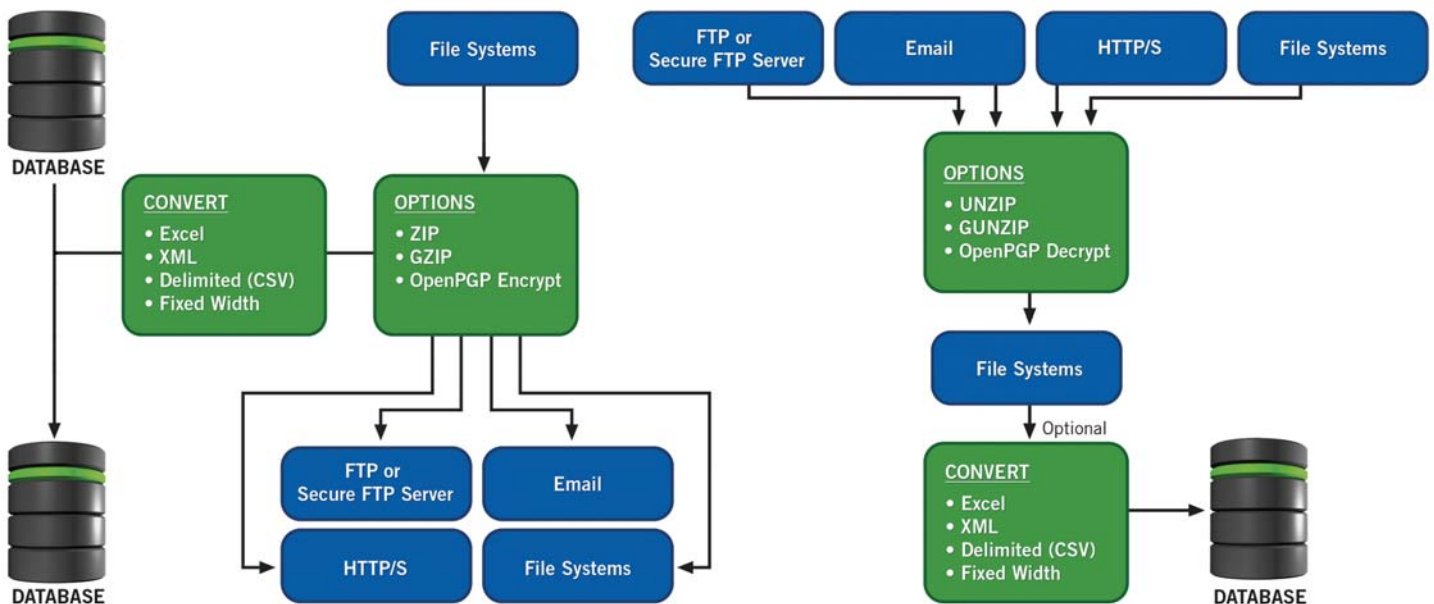 DATABASE
File Systems
CONVERT
• Excel
• XML
• Delimited (CSV)
• Fixed Width
OPTIONS
• ZIP
• GZIP
• OpenPGP Encrypt
FTP or
Secure FTP Server
Email
HTTP/S
File Systems
DATABASE
FTP or
Secure FTP Server
Email
HTTP/S
File Systems
OPTIONS
• UNZIP
• GUNZIP
• OpenPGP Decrypt
File Systems
Optional
CONVERT
• Excel
• XML
• Delimited (CSV)
• Fixed Width
DATABASE